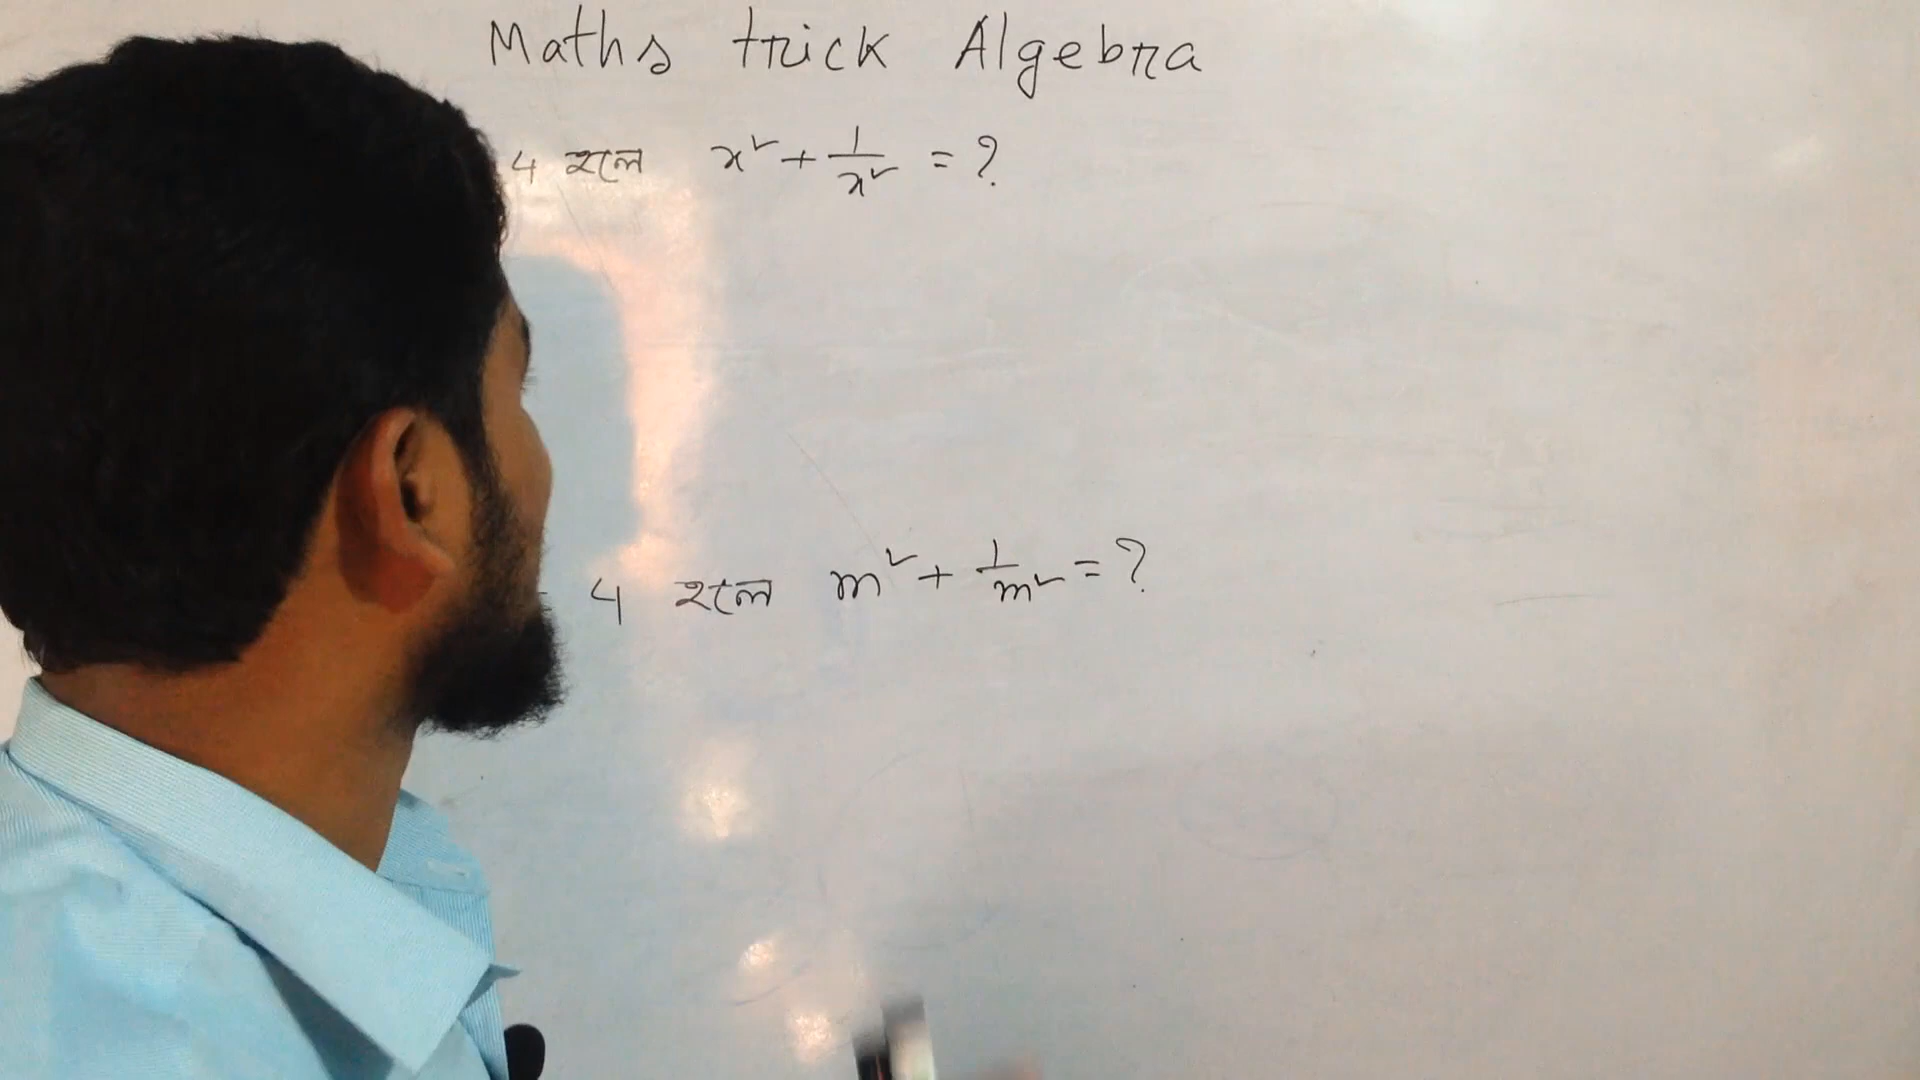 Maths trick Algebra
4 হলে x² + 1/x² = ?
4 হলে m² + 1/m² = ?